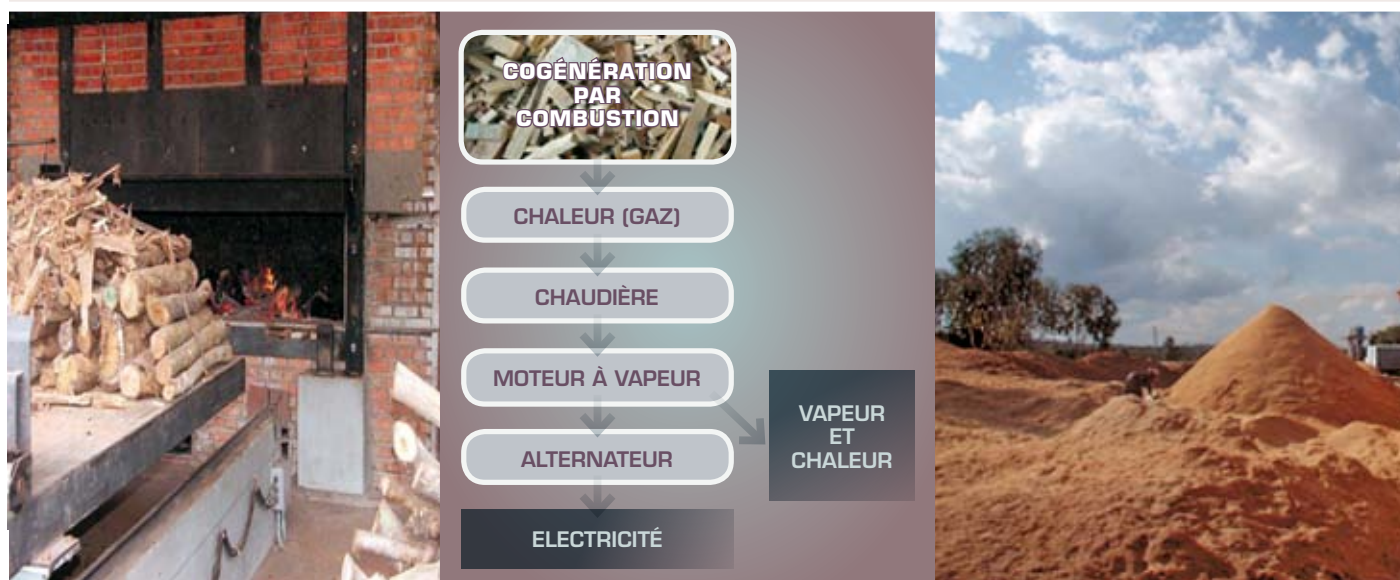 COGÉNÉRATION
PAR
COMBUSTION
CHALEUR (GAZ)
CHAUDIÈRE
MOTEUR À VAPEUR
VAPEUR
ET
CHALEUR
ALTERNATEUR
ELECTRICITÉ